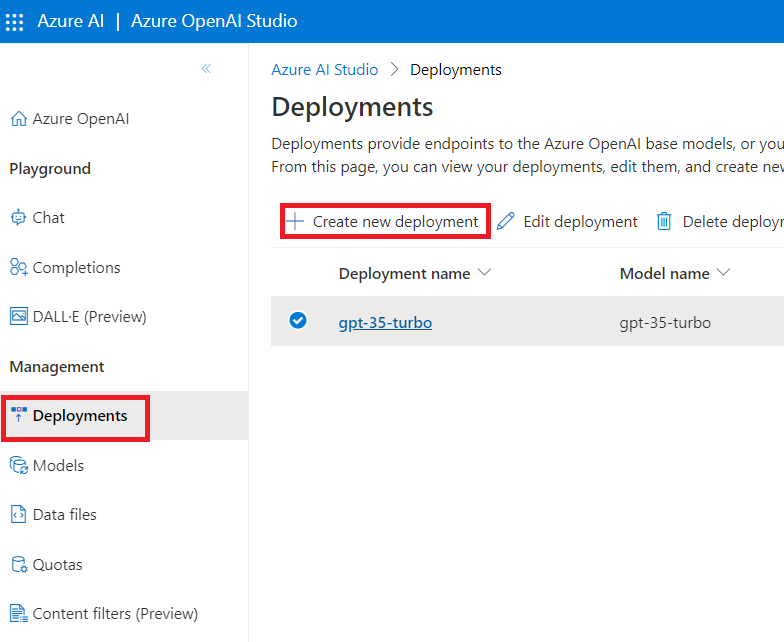 Azure AI | Azure OpenAI Studio
Azure AI Studio > Deployments
Deployments
Deployments provide endpoints to the Azure OpenAI base models, or you
From this page, you can view your deployments, edit them, and create new
Create new deployment Edit deployment Delete deploy
Deployment name Model name
gpt-35-turbo gpt-35-turbo
Azure OpenAI
Playground
Chat
Completions
DALL·E (Preview)
Management
Deployments
Models
Data files
Quotas
Content filters (Preview)